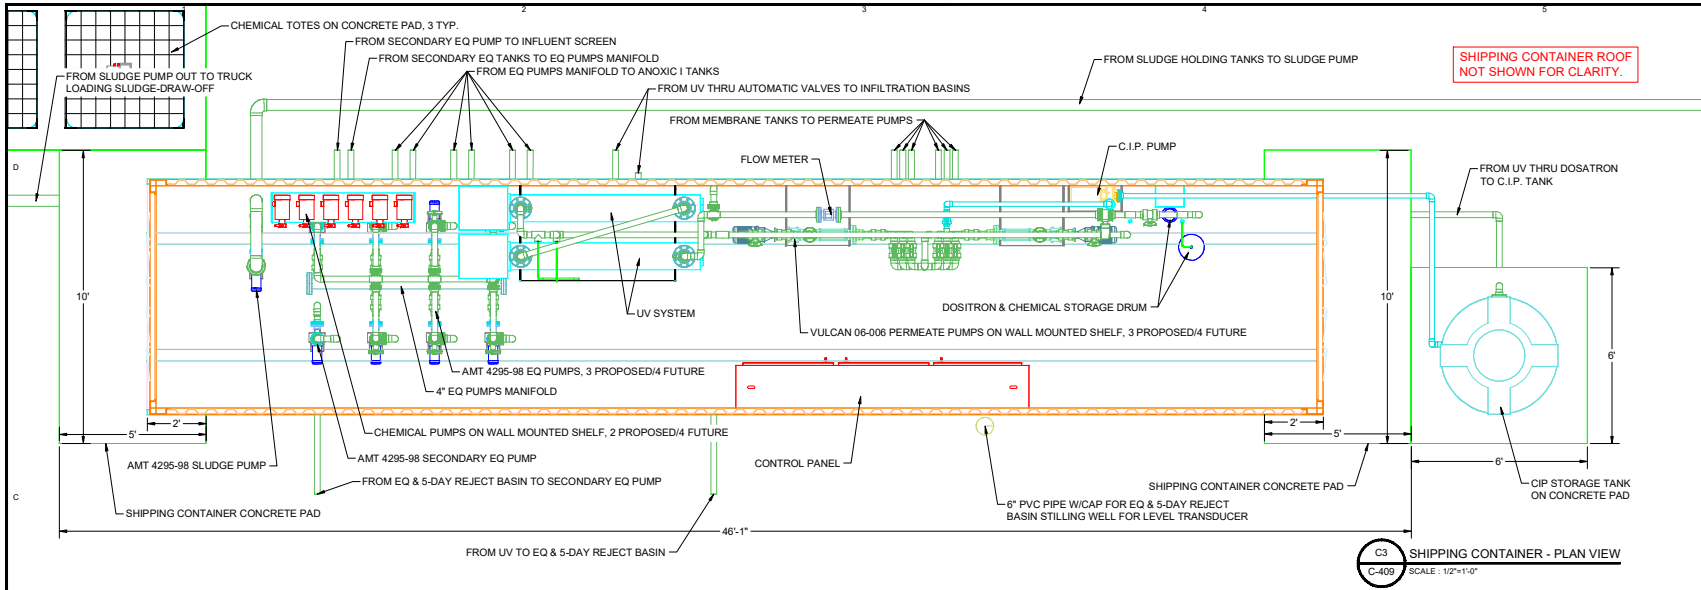 2
3
4
5
CHEMICAL TOTES ON CONCRETE PAD, 3 TYP.
FROM SECONDARY EQ PUMP TO INFLUENT SCREEN
FROM SECONDARY EQ TANKS TO EQ PUMPS MANIFOLD
FROM EQ PUMPS MANIFOLD TO ANOXIC I TANKS
FROM SLUDGE PUMP OUT TO TRUCK
LOADING SLUDGE-DRAW-OFF
FROM UV THRU AUTOMATIC VALVES TO INFILTRATION BASINS
FROM SLUDGE HOLDING TANKS TO SLUDGE PUMP
SHIPPING CONTAINER ROOF
NOT SHOWN FOR CLARITY.
FROM MEMBRANE TANKS TO PERMEATE PUMPS
FLOW METER
C.I.P. PUMP
FROM UV THRU DOSATRON
TO C.I.P. TANK
D
10'
10'
UV SYSTEM
DOSITRON & CHEMICAL STORAGE DRUM
VULCAN 06-006 PERMEATE PUMPS ON WALL MOUNTED SHELF, 3 PROPOSED/4 FUTURE
6'
AMT 4295-98 EQ PUMPS, 3 PROPOSED/4 FUTURE
4" EQ PUMPS MANIFOLD
2'
5'
2'
5'
CHEMICAL PUMPS ON WALL MOUNTED SHELF, 2 PROPOSED/4 FUTURE
AMT 4295-98 SLUDGE PUMP
AMT 4295-98 SECONDARY EQ PUMP
CONTROL PANEL
6'
FROM EQ & 5-DAY REJECT BASIN TO SECONDARY EQ PUMP
SHIPPING CONTAINER CONCRETE PAD
CIP STORAGE TANK
ON CONCRETE PAD
C
SHIPPING CONTAINER CONCRETE PAD
6" PVC PIPE W/CAP FOR EQ & 5-DAY REJECT
BASIN STILLING WELL FOR LEVEL TRANSDUCER
46'-1"
FROM UV TO EQ & 5-DAY REJECT BASIN
C3
C-409
SHIPPING CONTAINER - PLAN VIEW
SCALE : 1/2"=1'-0"